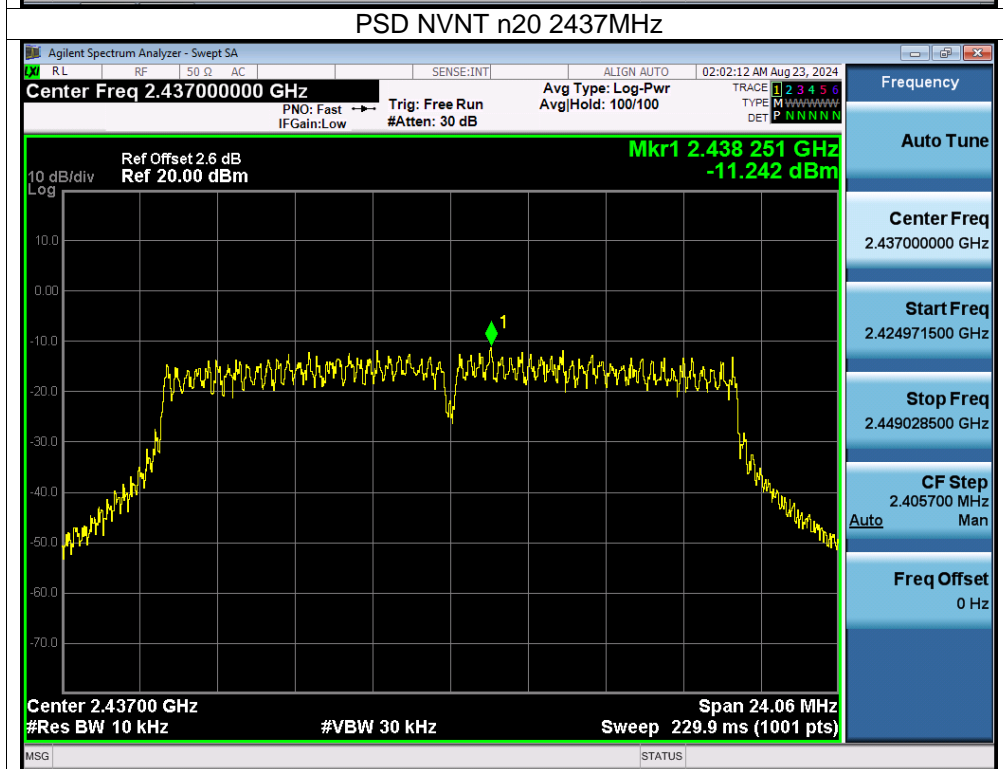 PSD NVNT n20 2437MHz
Agilent Spectrum Analyzer - Swept SA
LXI RL RF 50 Ω AC SENSE:INT ALIGN AUTO 02:02:12 AM Aug 23, 2024
Center Freq 2.437000000 GHz
PNO: Fast
IFGain:Low
Trig: Free Run
#Atten: 30 dB
Avg Type: Log-Pwr
Avg|Hold: 100/100
TRACE 1 2 3 4 5 6
TYPE M WWWWW
DET P N N N N N
Mkr1 2.438 251 GHz
-11.242 dBm
Ref Offset 2.6 dB
10 dB/div Ref 20.00 dBm
Log
10.0
0.00
-10.0
-20.0
-30.0
-40.0
-50.0
-60.0
-70.0
1
Center 2.43700 GHz Span 24.06 MHz
#Res BW 10 kHz #VBW 30 kHz Sweep 229.9 ms (1001 pts)
MSG STATUS
Frequency
Auto Tune
Center Freq
2.437000000 GHz
Start Freq
2.424971500 GHz
Stop Freq
2.449028500 GHz
CF Step
2.405700 MHz
Auto Man
Freq Offset
0 Hz